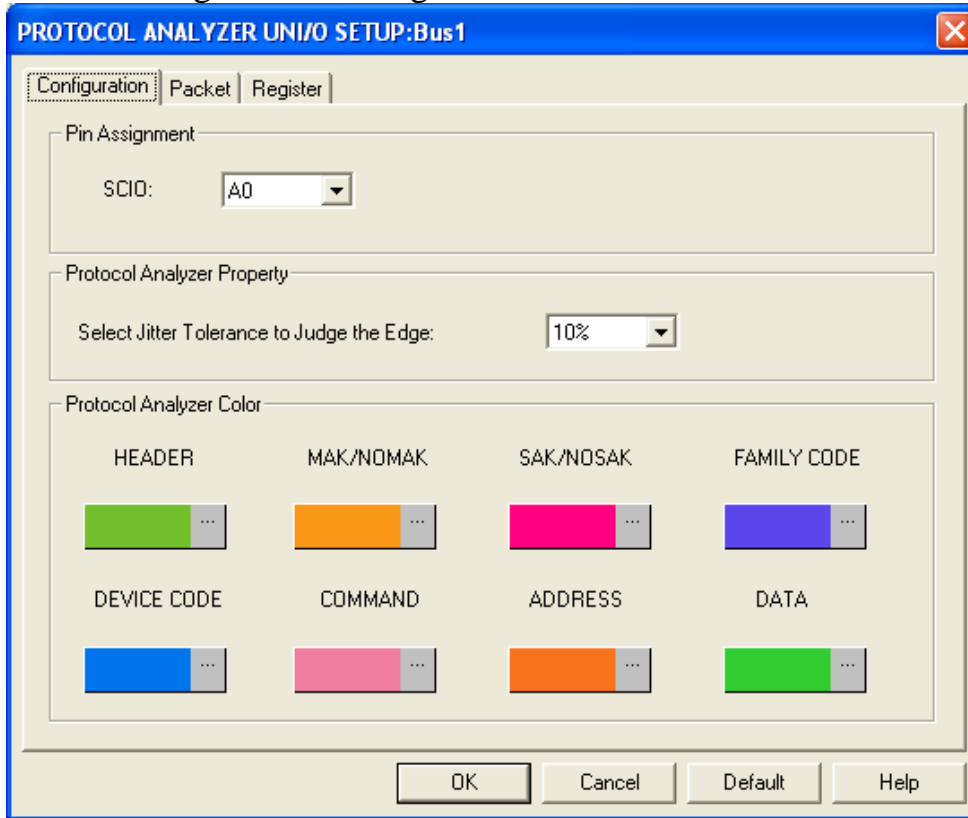 PROTOCOL ANALYZER UNI/O SETUP:Bus1
Configuration Packet Register
Pin Assignment
SCIO: A0
Protocol Analyzer Property
Select Jitter Tolerance to Judge the Edge: 10%
Protocol Analyzer Color
HEADER MAK/NOMAK SAK/NOSAK FAMILY CODE
... ... ... ...
DEVICE CODE COMMAND ADDRESS DATA
... ... ... ...
OK Cancel Default Help